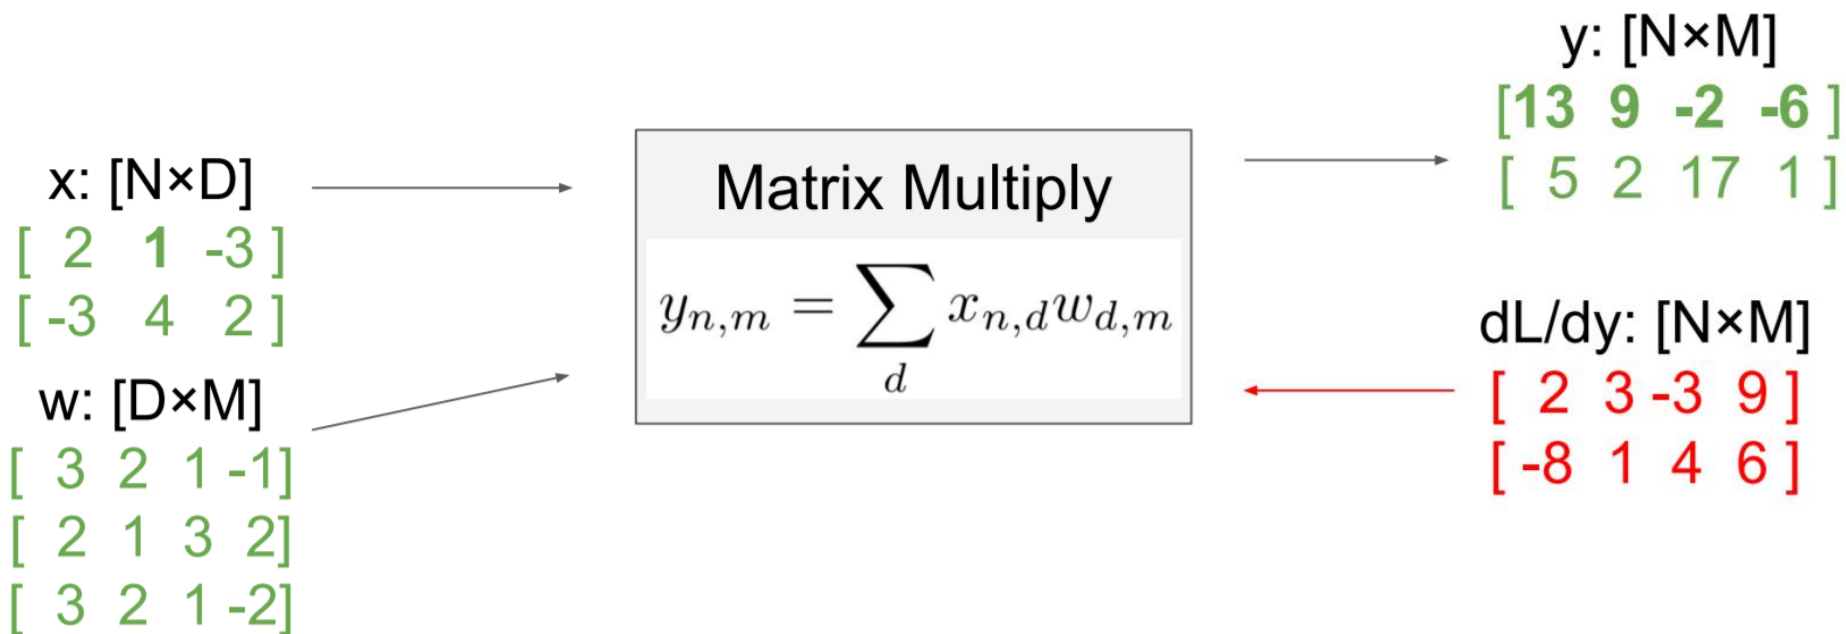 x: [N×D]
[ 2 1 -3 ]
[ -3 4 2 ]
w: [D×M]
[ 3 2 1 -1]
[ 2 1 3 2]
[ 3 2 1 -2]
Matrix Multiply
y_{n,m} = \sum_d x_{n,d} w_{d,m}
y: [N×M]
[13 9 -2 -6 ]
[ 5 2 17 1 ]
dL/dy: [N×M]
[ 2 3 -3 9 ]
[ -8 1 4 6 ]